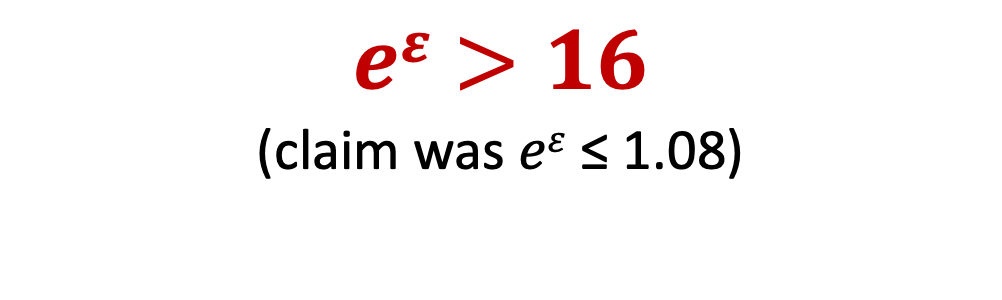 e^ε > 16
(claim was e^ε ≤ 1.08)